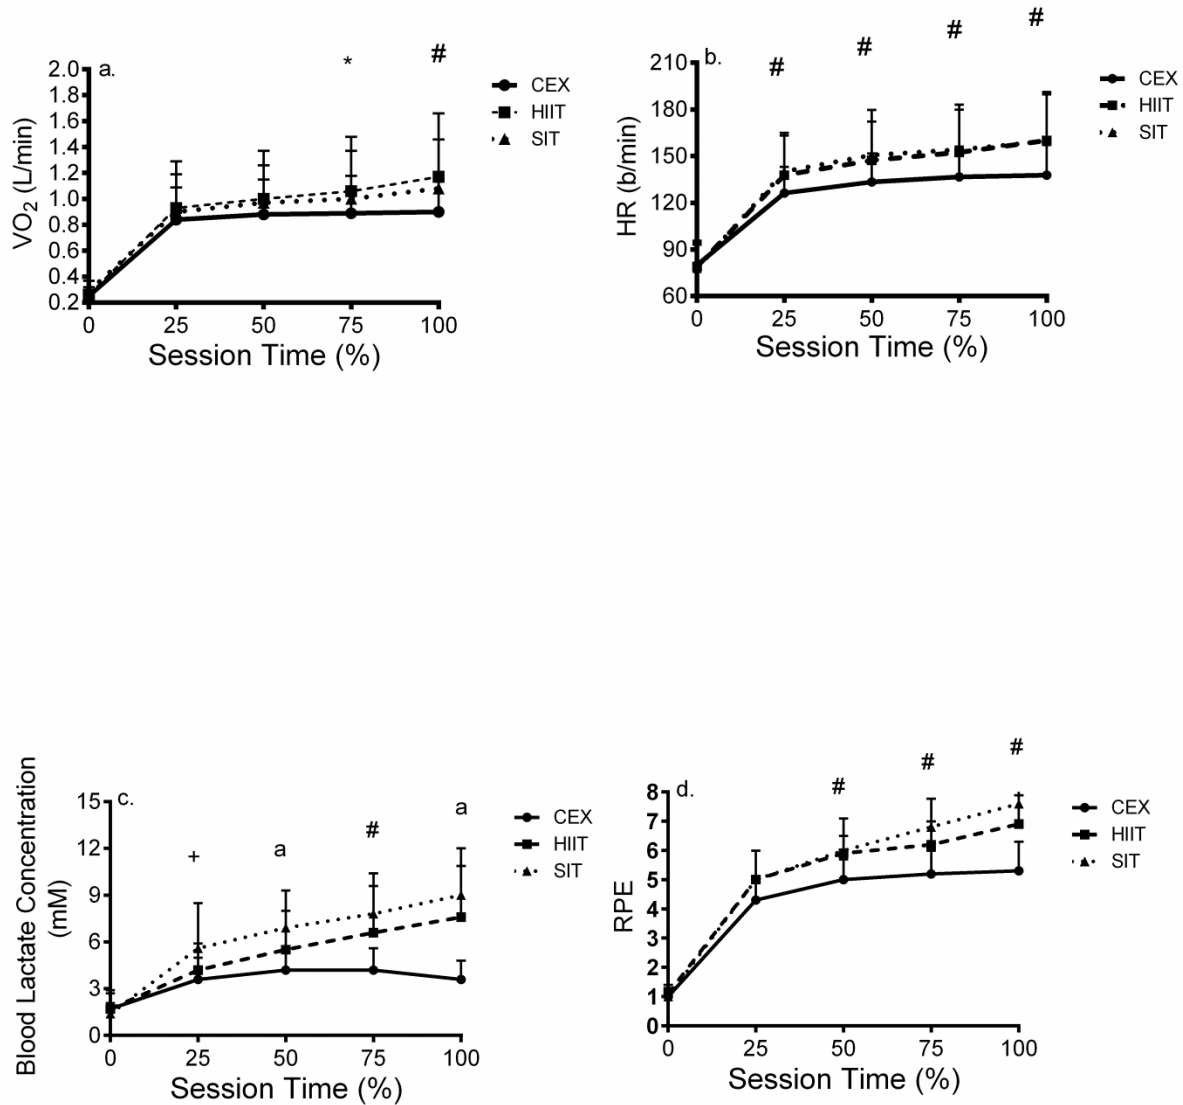 * #
a.
2.0
1.8
1.6
1.4
1.2
1.0
0.8
0.6
0.4
0.2
VO2 (L/min)
0 25 50 75 100
Session Time (%)
CEX
HIIT
SIT
# # # #
b.
210
180
150
120
90
60
HR (b/min)
0 25 50 75 100
Session Time (%)
CEX
HIIT
SIT
+ a # a
c.
15
12
9
6
3
0
Blood Lactate Concentration
(mM)
0 25 50 75 100
Session Time (%)
CEX
HIIT
SIT
# # #
d.
8
7
6
5
4
3
2
1
0
RPE
0 25 50 75 100
Session Time (%)
CEX
HIIT
SIT